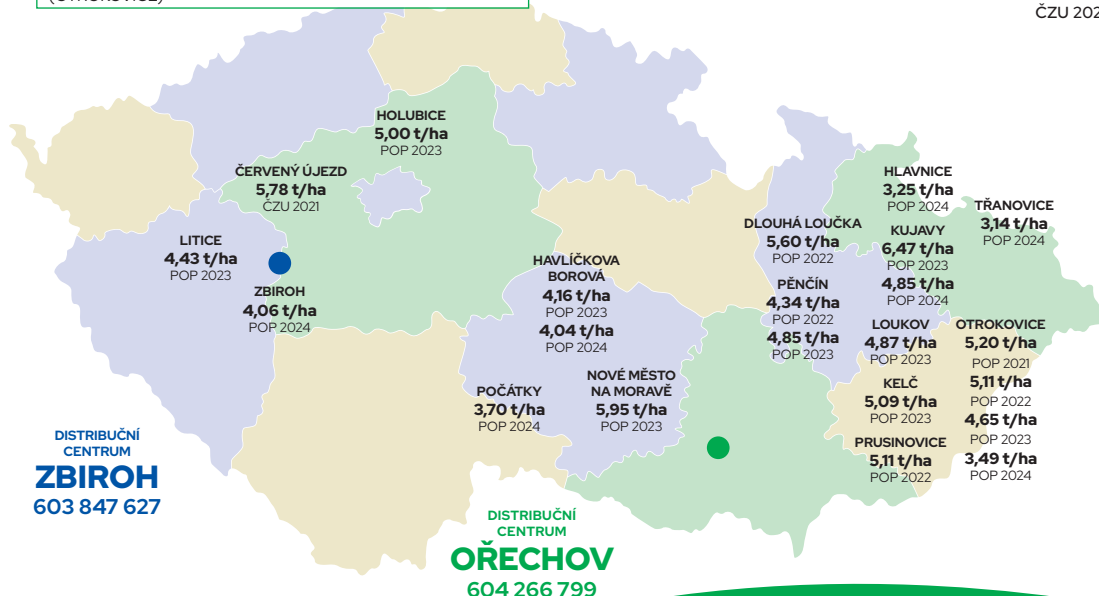 (OTROKOVICE)
ČZU 202
HOLUBICE
5,00 t/ha
POP 2023
ČERVENÝ ÚJEZD
5,78 t/ha
ČZU 2021
LITICE
4,43 t/ha
POP 2023
ZBIROH
4,06 t/ha
POP 2024
HAVLÍČKOVA
BOROVÁ
4,16 t/ha
POP 2023
4,04 t/ha
POP 2024
POČÁTKY
3,70 t/ha
POP 2024
NOVÉ MĚSTO
NA MORAVĚ
5,95 t/ha
POP 2023
DLOUHÁ LOUČKA
5,60 t/ha
POP 2022
PĚNČÍN
4,34 t/ha
POP 2022
4,85 t/ha
POP 2023
HLAVNICE
3,25 t/ha
POP 2024
KUJAVY
6,47 t/ha
POP 2023
4,85 t/ha
POP 2024
TŘANOVICE
3,14 t/ha
POP 2024
LOUKOV
4,87 t/ha
POP 2023
KELČ
5,09 t/ha
POP 2023
PRUSINOVICE
5,11 t/ha
POP 2022
OTROKOVICE
5,20 t/ha
POP 2021
5,11 t/ha
POP 2022
4,65 t/ha
POP 2023
3,49 t/ha
POP 2024
DISTRIBUČNÍ
CENTRUM
ZBIROH
603 847 627
DISTRIBUČNÍ
CENTRUM
OŘECHOV
604 266 799